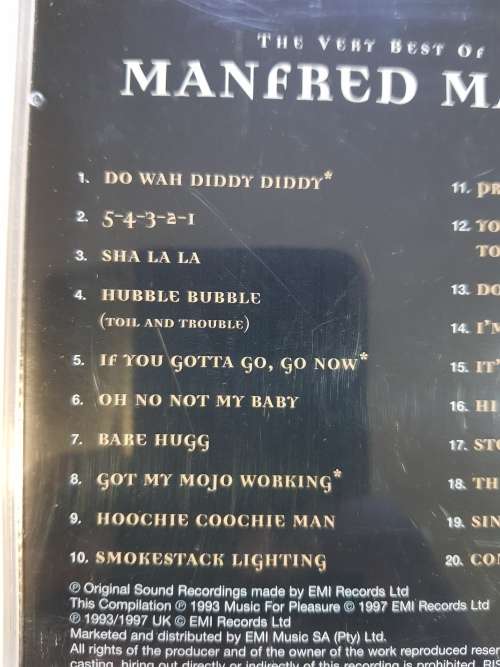 THE VERY BEST OF
MANFRED
1. DO WAH DIDDY DIDDY*
2. 5-4-3-2-1
3. SHA LA LA
4. HUBBLE BUBBLE
(TOIL AND TROUBLE)
5. IF YOU GOTTA GO, GO NOW*
6. OH NO NOT MY BABY
7. BARE HUGG
8. GOT MY MOJO WORKING*
9. HOOCHIE COOCHIE MAN
10. SMOKESTACK LIGHTING
11.
12.
TO
13. DO
14. I'M
15. IT'
16. HI
17. STO
18. TH
19. SIN
20.
℗ Original Sound Recordings made by EMI Records Ltd
This Compilation ℗ 1993 Music For Pleasure © 1997 EMI Records Ltd
℗ 1993/1997 UK © EMI Records Ltd
Marketed and distributed by EMI Music SA (Pty) Ltd.
All rights of the producer and of the owner of the work reproduced
casting, hiring out directly or indirectly of this recording is prohibited.